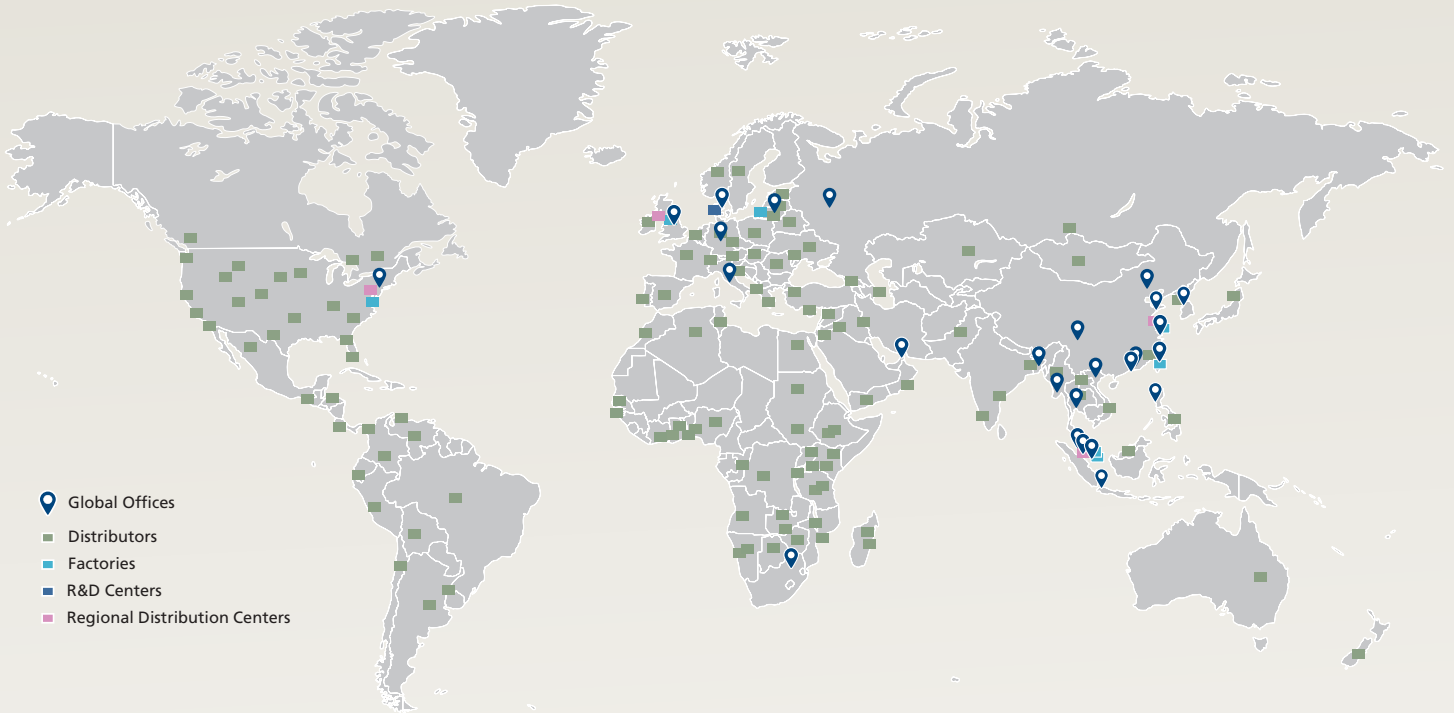 Global Offices
Distributors
Factories
R&D Centers
Regional Distribution Centers